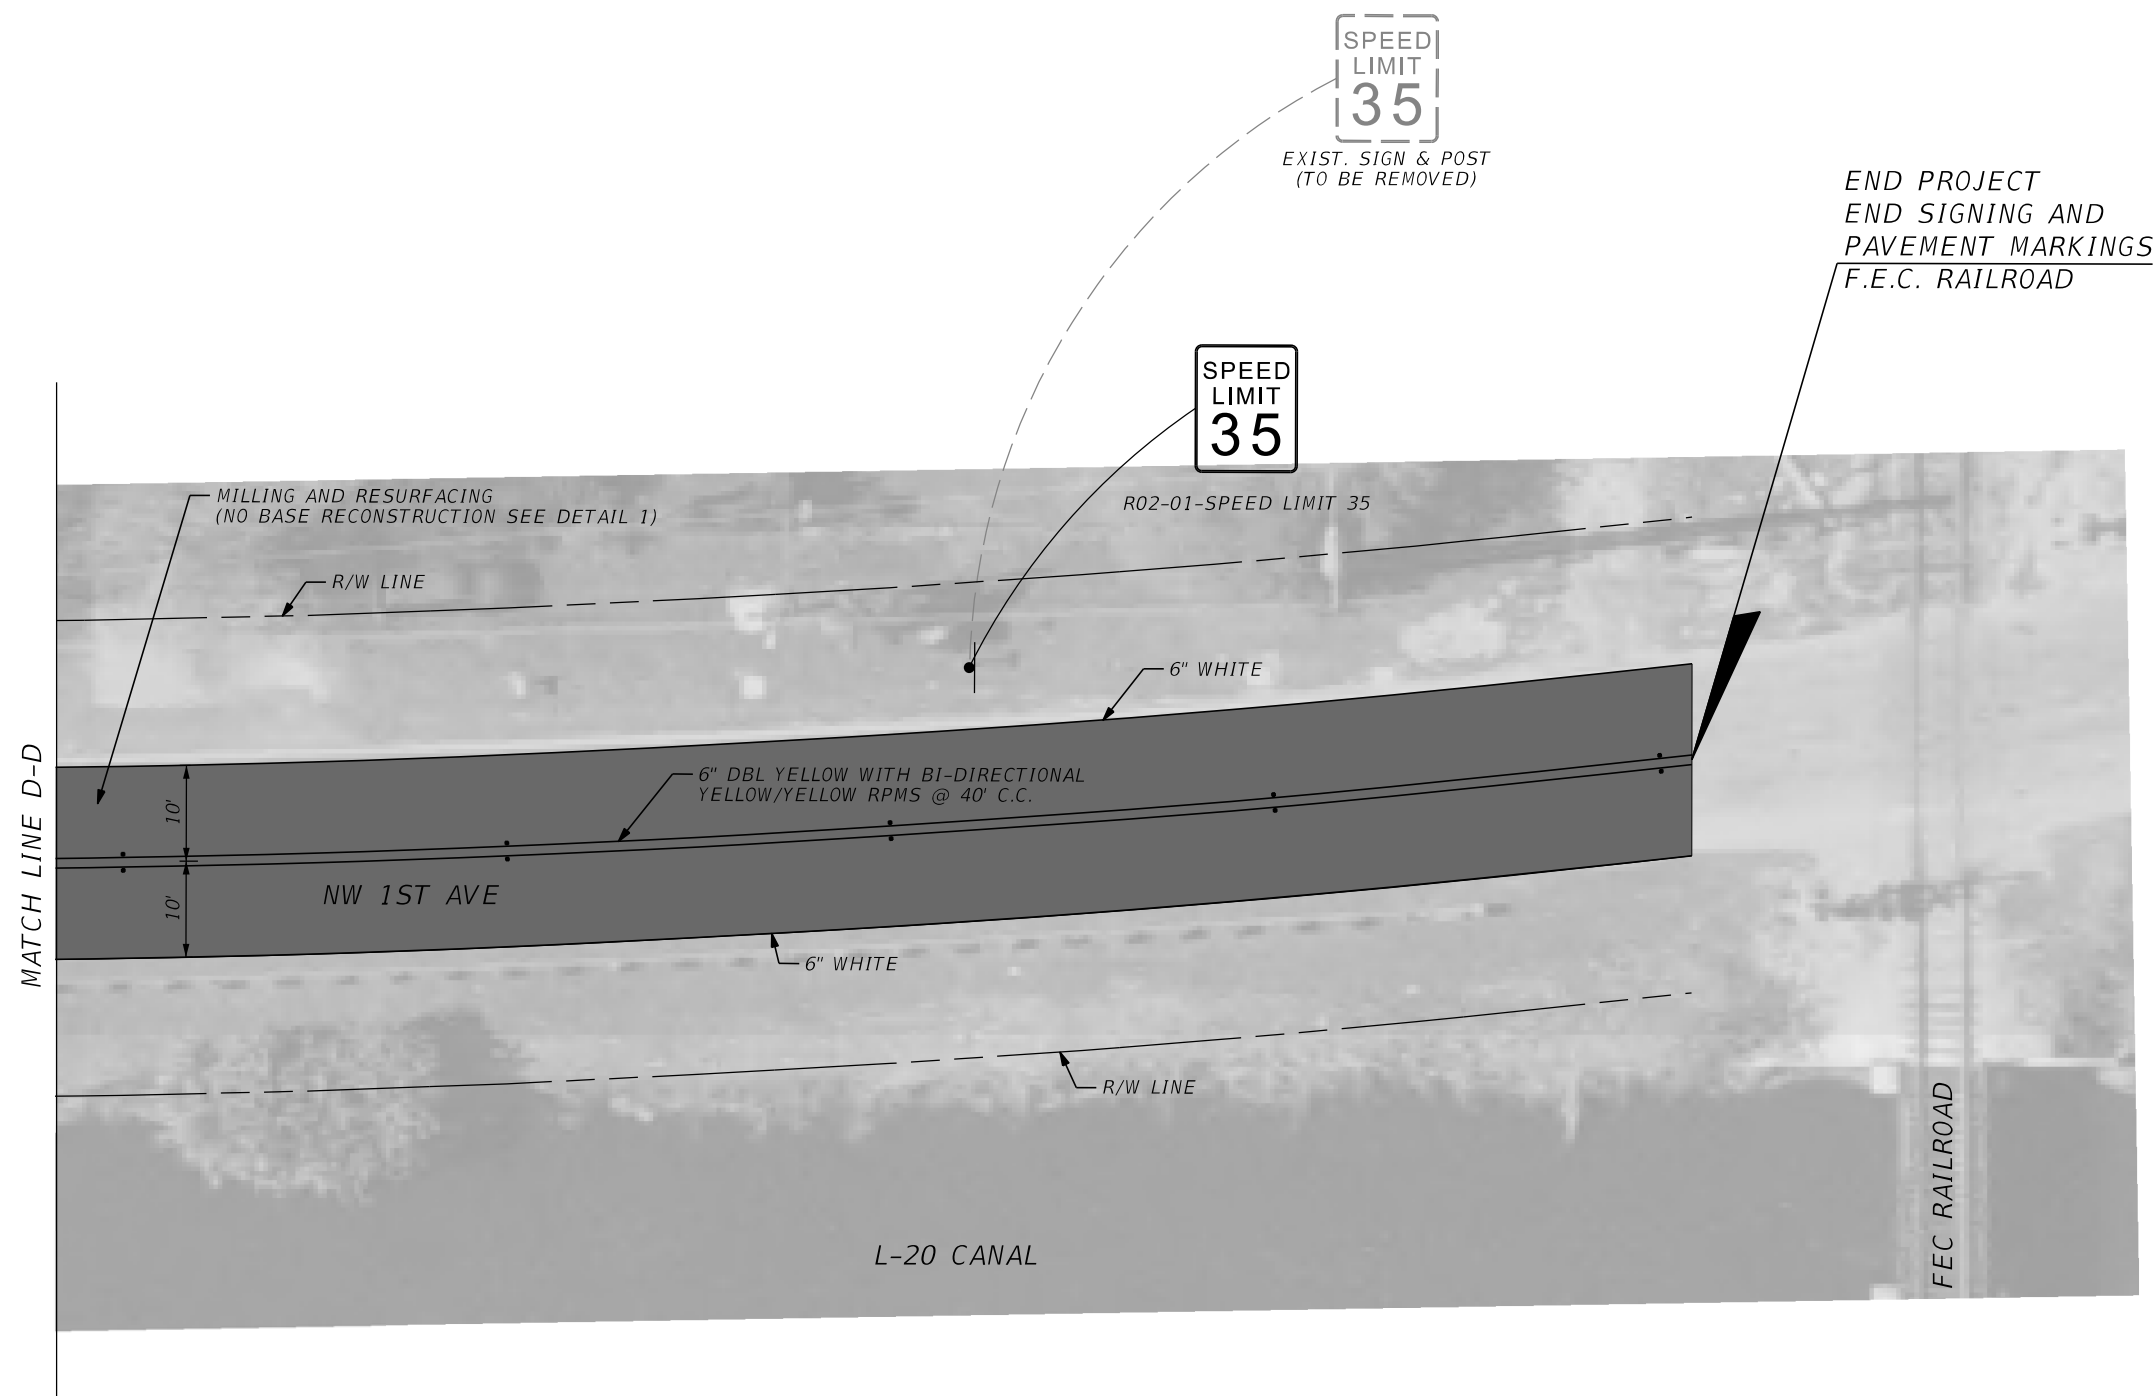 SPEED
LIMIT
35
EXIST. SIGN & POST
(TO BE REMOVED)
END PROJECT
END SIGNING AND
PAVEMENT MARKINGS
F.E.C. RAILROAD
SPEED
LIMIT
35
R02-01-SPEED LIMIT 35
MILLING AND RESURFACING
(NO BASE RECONSTRUCTION SEE DETAIL 1)
R/W LINE
6" WHITE
MATCH LINE D-D
10'
6" DBL YELLOW WITH BI-DIRECTIONAL
YELLOW/YELLOW RPMS @ 40' C.C.
10'
NW 1ST AVE
6" WHITE
R/W LINE
L-20 CANAL
FEC RAILROAD